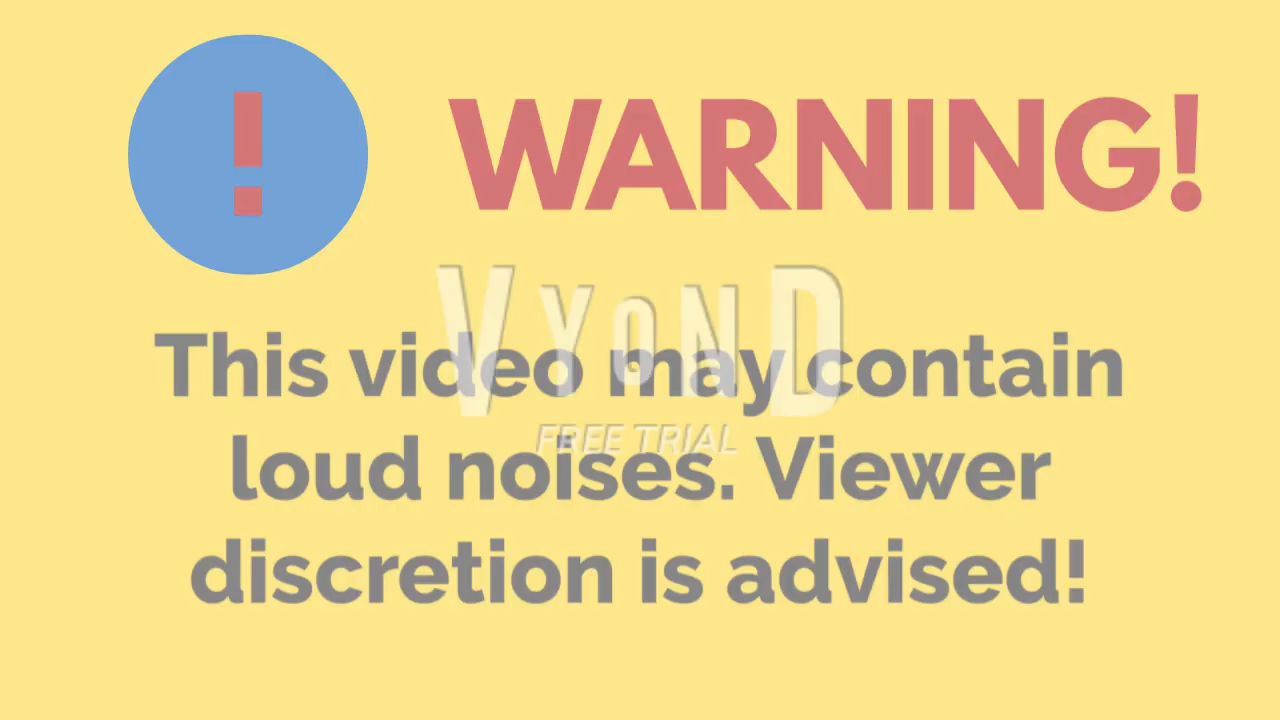 ! WARNING!
This video may contain
loud noises. Viewer
discretion is advised!
VYOND
FREE TRIAL